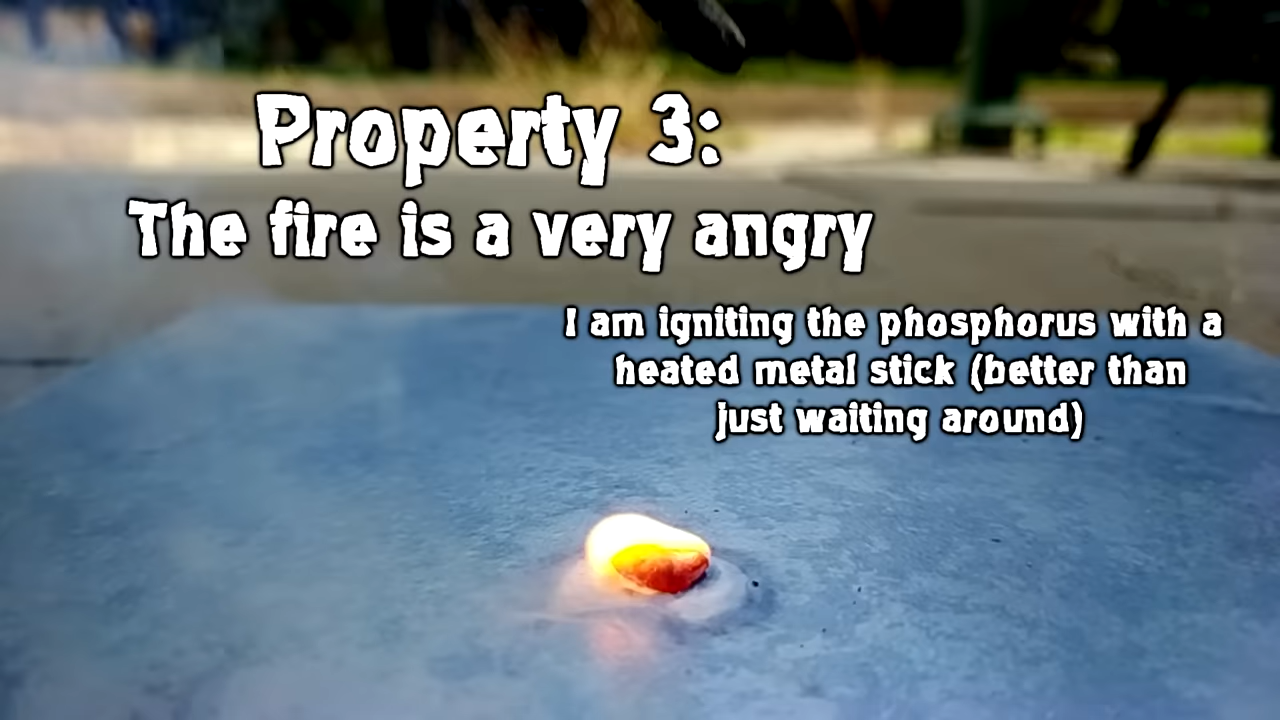 Property 3:
The fire is a very angry
I am igniting the phosphorus with a
heated metal stick (better than
just waiting around)